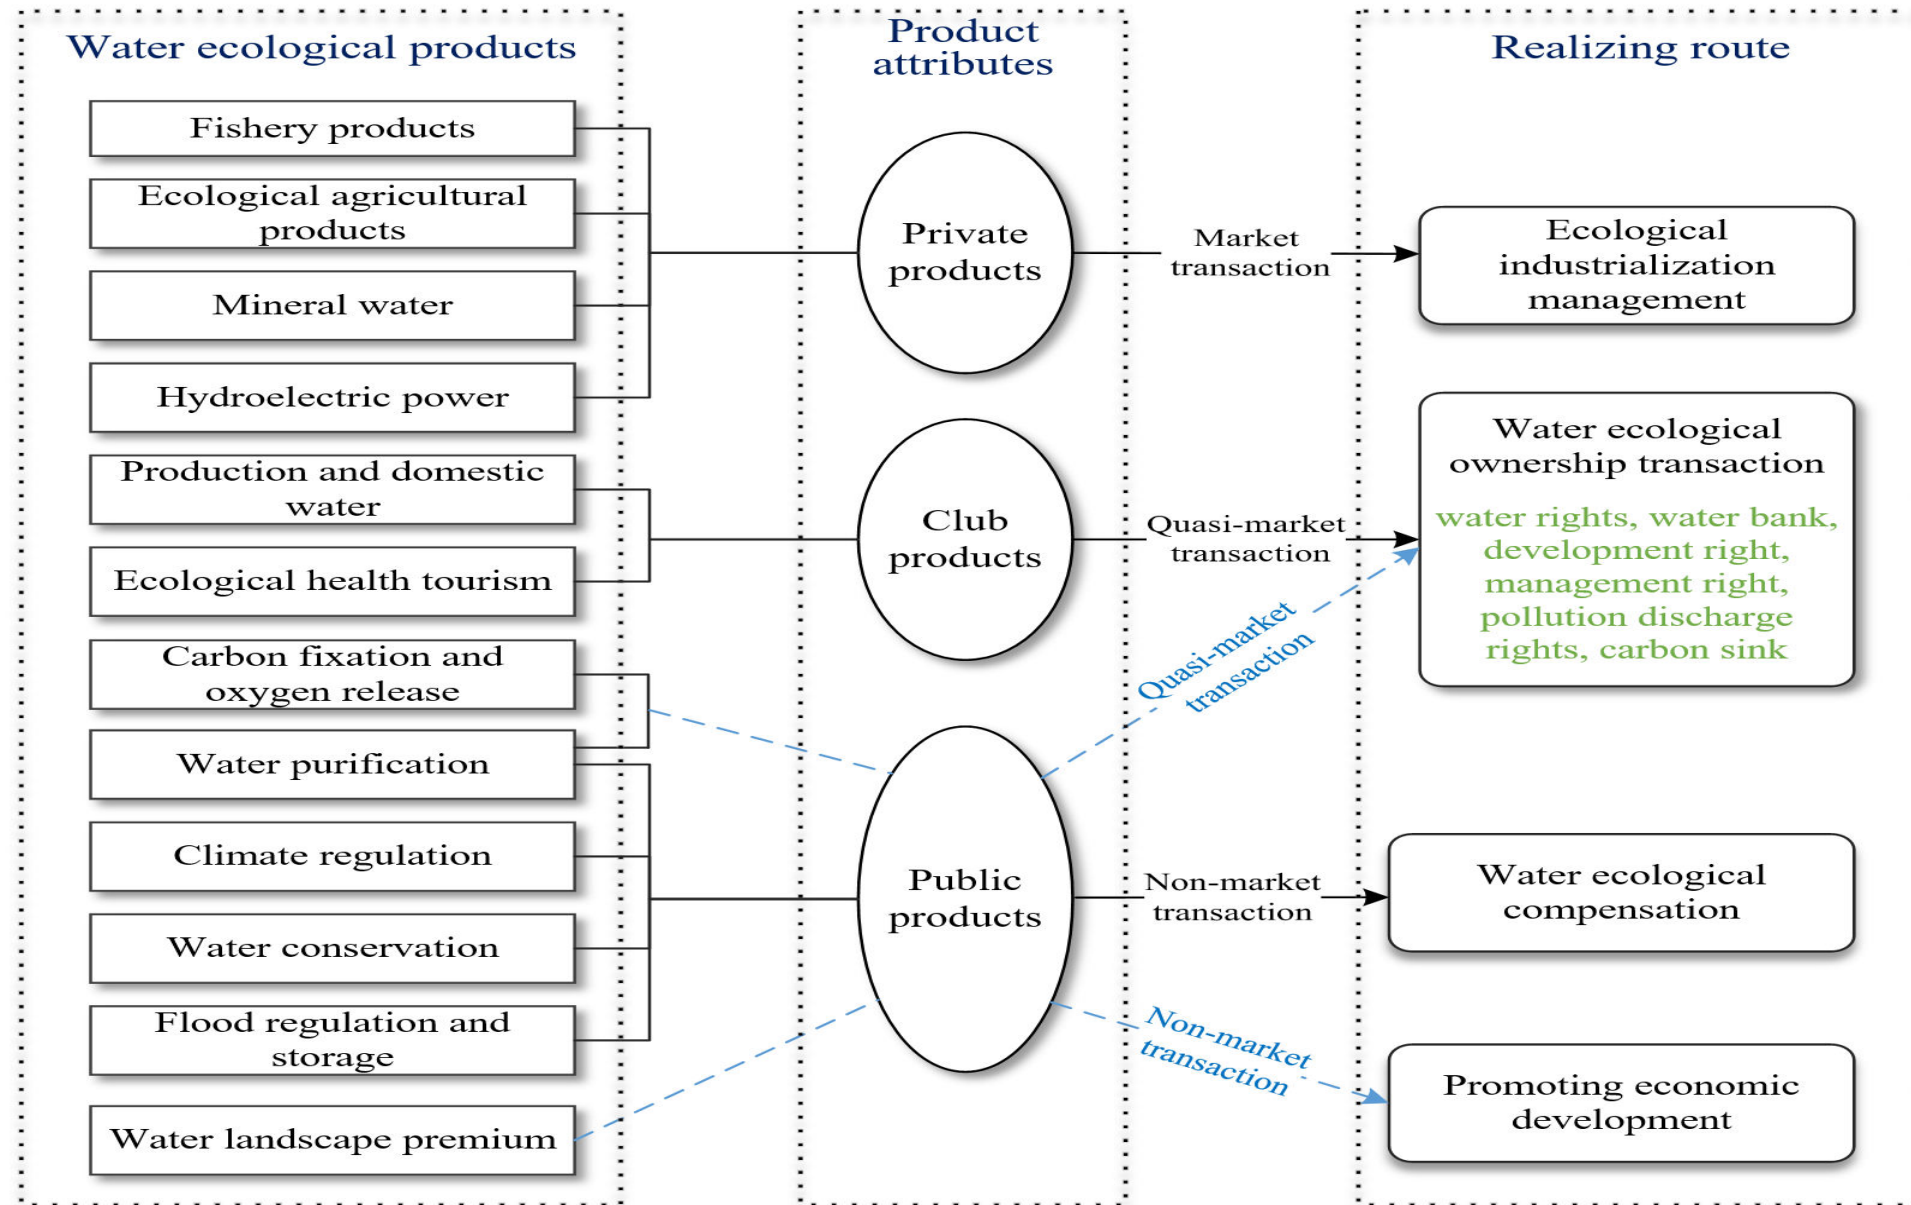 Water ecological products
Fishery products
Ecological agricultural
products
Mineral water
Hydroelectric power
Production and domestic
water
Ecological health tourism
Carbon fixation and
oxygen release
Water purification
Climate regulation
Water conservation
Flood regulation and
storage
Water landscape premium
Product
attributes
Private
products
Club
products
Public
products
Market
transaction
Quasi-market
transaction
Quasi-market
transaction
Non-market
transaction
Non-market
transaction
Realizing route
Ecological
industrialization
management
Water ecological
ownership transaction
water rights, water bank,
development right,
management right,
pollution discharge
rights, carbon sink
Water ecological
compensation
Promoting economic
development